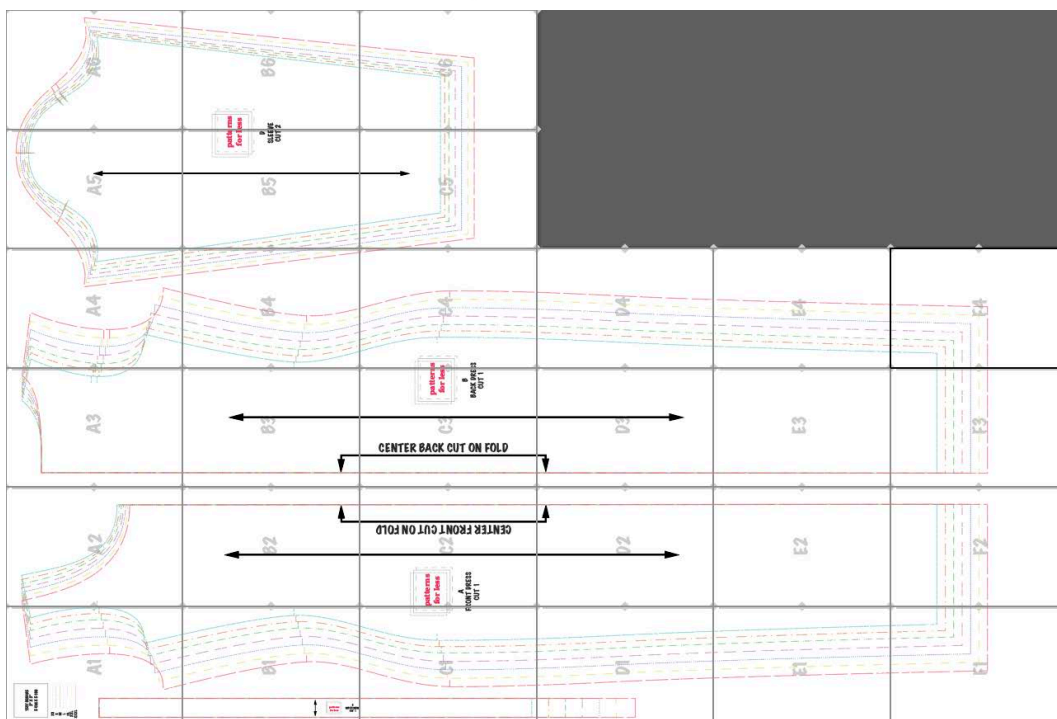 A6
B6
C6
patterns
for less
D
SLEEVE
CUT 2
A5
B5
C5
A4
B4
C4
D4
E4
F4
patterns
for less
B
BACK DRESS
CUT 1
A3
B3
C3
D3
E3
F3
CENTER BACK CUT ON FOLD
CENTER FRONT CUT ON FOLD
A2
B2
C2
D2
E2
F2
patterns
for less
A
FRONT DRESS
CUT 1
A1
B1
C1
D1
E1
F1